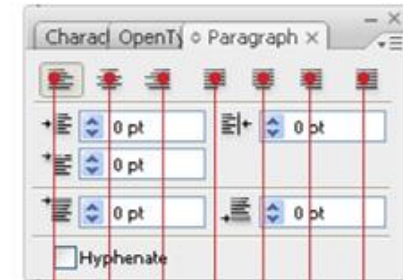 Charac OpenTy Paragraph
0 pt 0 pt
0 pt
0 pt 0 pt
Hyphenate